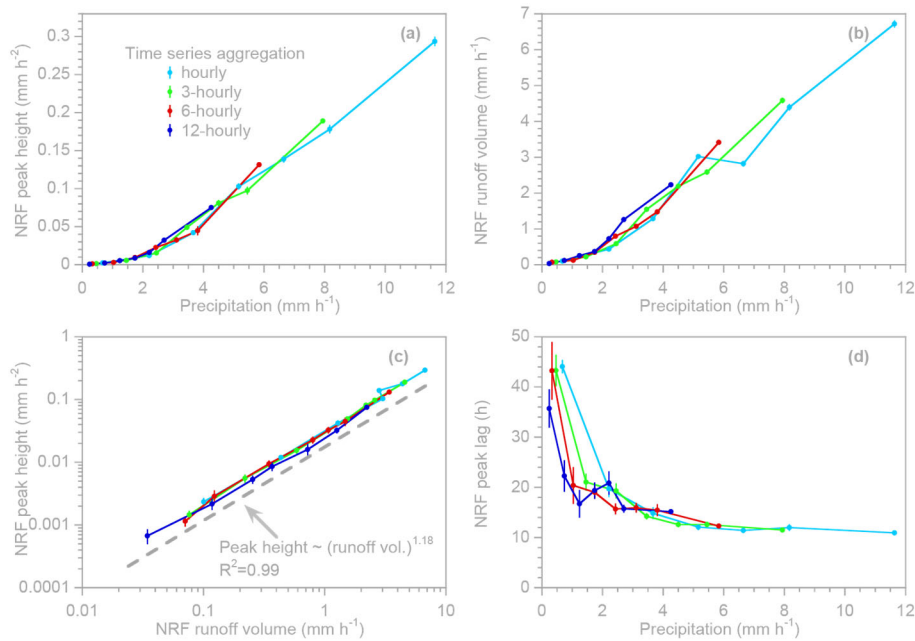 (a)
0.3
0.25
0.2
0.15
0.1
0.05
0
NRF peak height (mm h-2)
Time series aggregation
hourly
3-hourly
6-hourly
12-hourly
0 2 4 6 8 10 12
Precipitation (mm h-1)
(b)
7
6
5
4
3
2
1
0
NRF runoff volume (mm h-1)
0 2 4 6 8 10 12
Precipitation (mm h-1)
(c)
1
0.1
0.01
0.001
0.0001
NRF peak height (mm h-2)
Peak height ~ (runoff vol.)1.18
R2=0.99
0.01 0.1 1 10
NRF runoff volume (mm h-1)
(d)
50
40
30
20
10
0
NRF peak lag (h)
0 2 4 6 8 10 12
Precipitation (mm h-1)